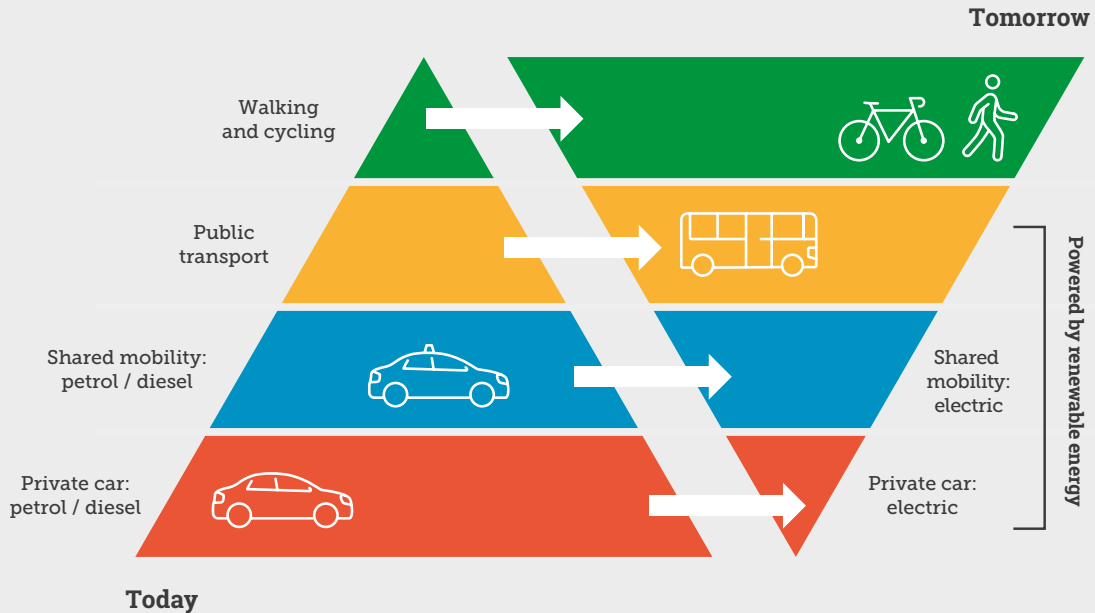 Tomorrow
Walking
and cycling
Public
transport
Shared mobility:
petrol / diesel
Shared
mobility:
electric
Private car:
petrol / diesel
Private car:
electric
Powered by renewable energy
Today